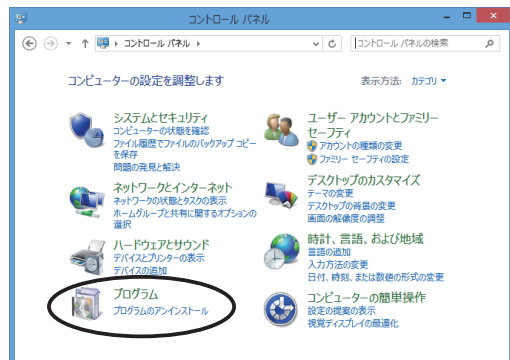 コントロール パネル
コントロール パネル
コントロール パネルの検索
コンピューターの設定を調整します
表示方法: カテゴリ
システムとセキュリティ
コンピューターの状態を確認
ファイル履歴でファイルのバックアップ コピー
を保存
問題の発見と解決
ネットワークとインターネット
ネットワークの状態とタスクの表示
ホームグループと共有に関するオプションの
選択
ハードウェアとサウンド
デバイスとプリンターの表示
デバイスの追加
プログラム
プログラムのアンインストール
ユーザー アカウントとファミリー
セーフティ
アカウントの種類の変更
ファミリー セーフティの設定
デスクトップのカスタマイズ
テーマの変更
デスクトップの背景の変更
画面の解像度の調整
時計、言語、および地域
言語の追加
入力方法の変更
日付、時刻、または数値の形式の変更
コンピューターの簡単操作
設定の提案の表示
視覚ディスプレイの最適化